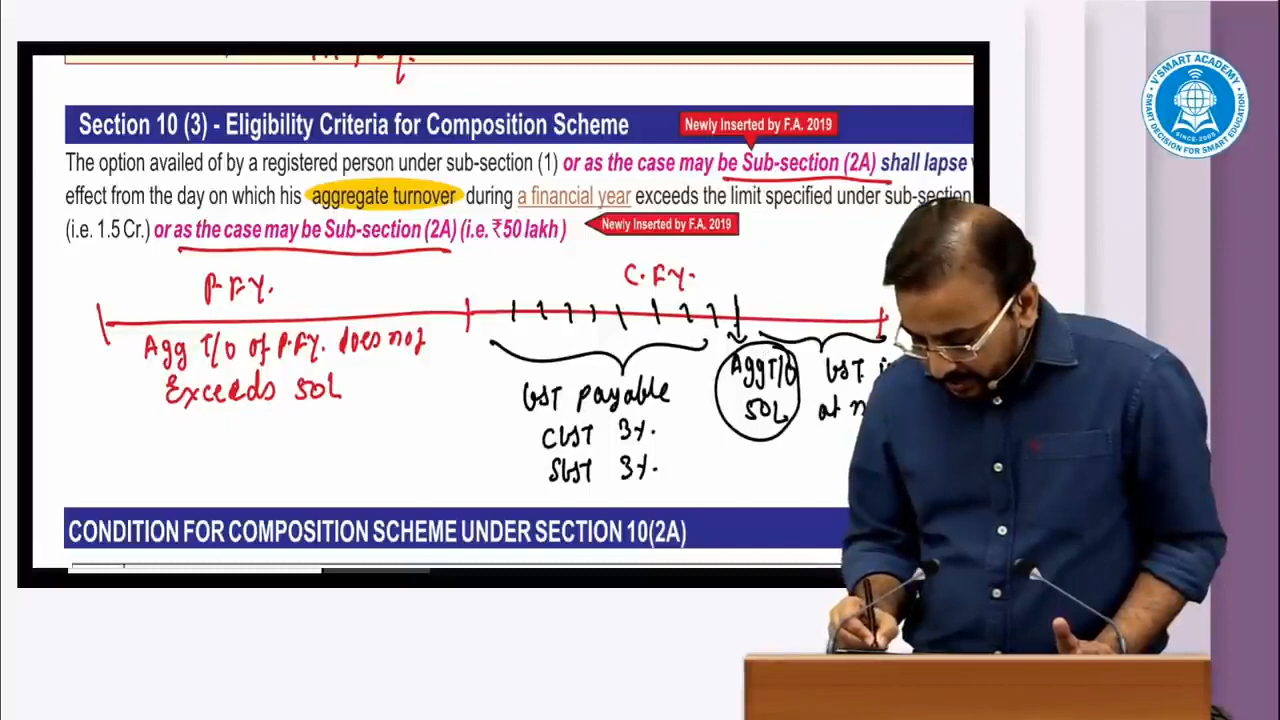 Section 10 (3) - Eligibility Criteria for Composition Scheme
Newly Inserted by F.A. 2019
The option availed of by a registered person under sub-section (1) or as the case may be Sub-section (2A) shall lapse
effect from the day on which his aggregate turnover during a financial year exceeds the limit specified under sub-section
(i.e. 1.5 Cr.) or as the case may be Sub-section (2A) (i.e. ₹50 lakh)
Newly Inserted by F.A. 2019
P.F.Y.
C.F.Y.
Agg T/O of P.F.Y. does not
Exceeds 50L
GST payable
CGST 3%.
SGST 3%.
Agg T/O
50L
GST
at
CONDITION FOR COMPOSITION SCHEME UNDER SECTION 10(2A)
V'SMART ACADEMY
SINCE-2005
SMART DECISION FOR SMART EDUCATION